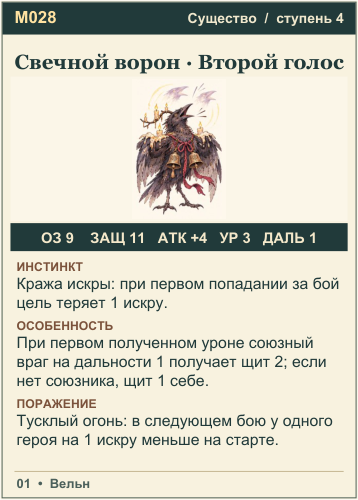 M028
Существо / ступень 4
Свечной ворон · Второй голос
ОЗ 9 ЗАЩ 11 АТК +4 УР 3 ДАЛЬ 1
ИНСТИНКТ
Кража искры: при первом попадании за бой
цель теряет 1 искру.
ОСОБЕННОСТЬ
При первом полученном уроне союзный
враг на дальности 1 получает щит 2; если
нет союзника, щит 1 себе.
ПОРАЖЕНИЕ
Тусклый огонь: в следующем бою у одного
героя на 1 искру меньше на старте.
01 • Вельн